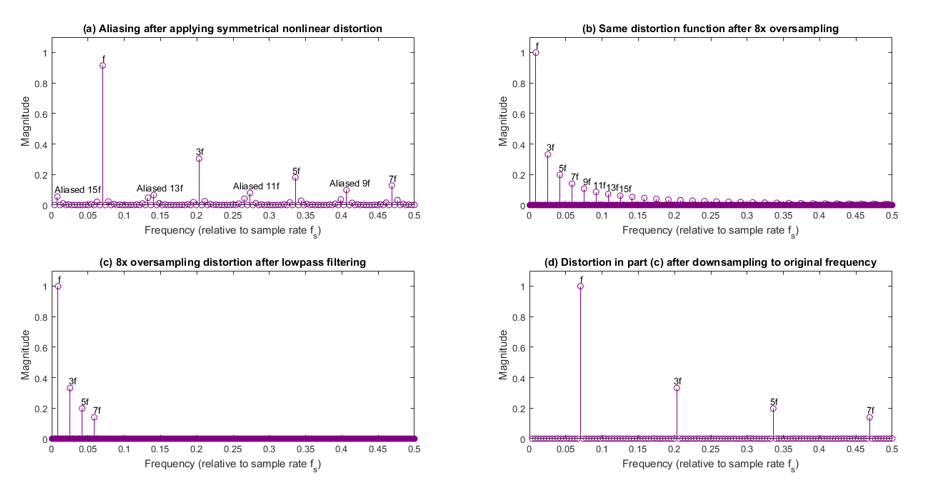 (a) Aliasing after applying symmetrical nonlinear distortion
1
0.8
0.6
0.4
0.2
0
Magnitude
f
3f
5f
7f
Aliased 15f
Aliased 13f
Aliased 11f
Aliased 9f
0 0.05 0.1 0.15 0.2 0.25 0.3 0.35 0.4 0.45 0.5
Frequency (relative to sample rate fs)
(b) Same distortion function after 8x oversampling
1
0.8
0.6
0.4
0.2
0
Magnitude
f
3f
5f
7f
9f
11f
13f
15f
0 0.05 0.1 0.15 0.2 0.25 0.3 0.35 0.4 0.45 0.5
Frequency (relative to sample rate fs)
(c) 8x oversampling distortion after lowpass filtering
1
0.8
0.6
0.4
0.2
0
Magnitude
f
3f
5f
7f
0 0.05 0.1 0.15 0.2 0.25 0.3 0.35 0.4 0.45 0.5
Frequency (relative to sample rate fs)
(d) Distortion in part (c) after downsampling to original frequency
1
0.8
0.6
0.4
0.2
0
Magnitude
f
3f
5f
7f
0 0.05 0.1 0.15 0.2 0.25 0.3 0.35 0.4 0.45 0.5
Frequency (relative to sample rate fs)